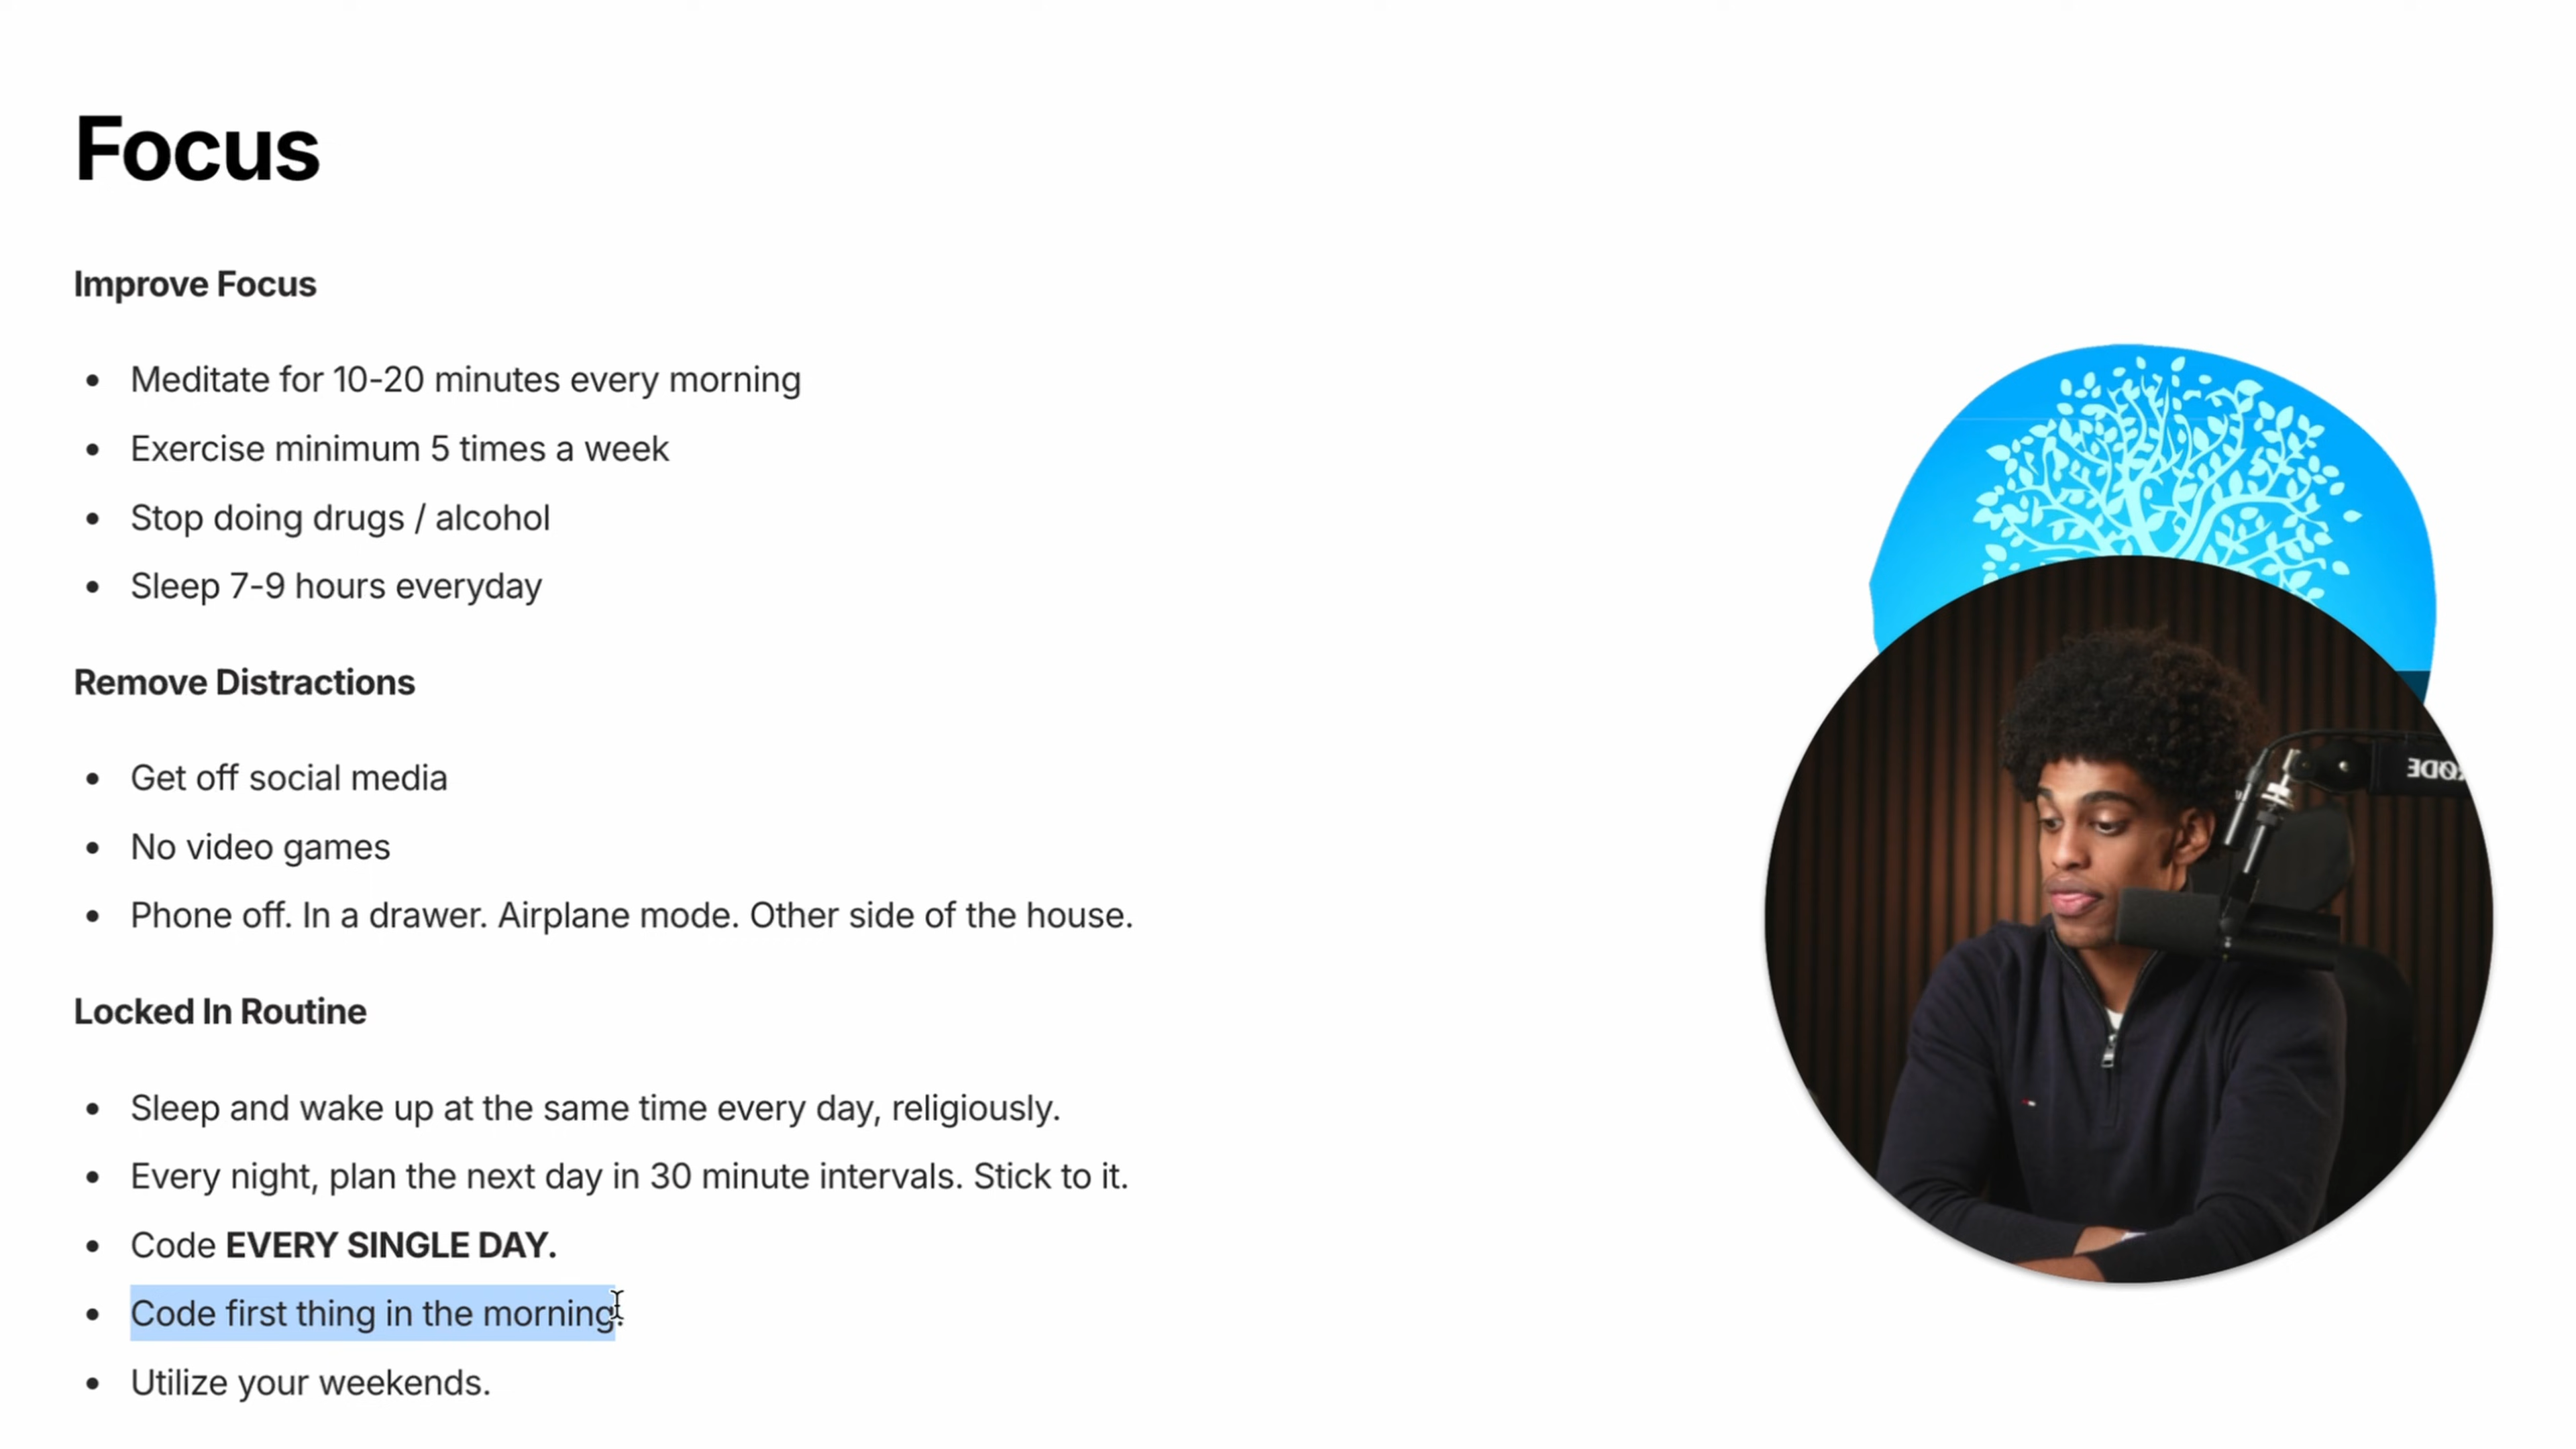 Focus
Improve Focus
• Meditate for 10-20 minutes every morning
• Exercise minimum 5 times a week
• Stop doing drugs / alcohol
• Sleep 7-9 hours everyday
Remove Distractions
• Get off social media
• No video games
• Phone off. In a drawer. Airplane mode. Other side of the house.
Locked In Routine
• Sleep and wake up at the same time every day, religiously.
• Every night, plan the next day in 30 minute intervals. Stick to it.
• Code EVERY SINGLE DAY.
• Code first thing in the morning.
• Utilize your weekends.
RØDE